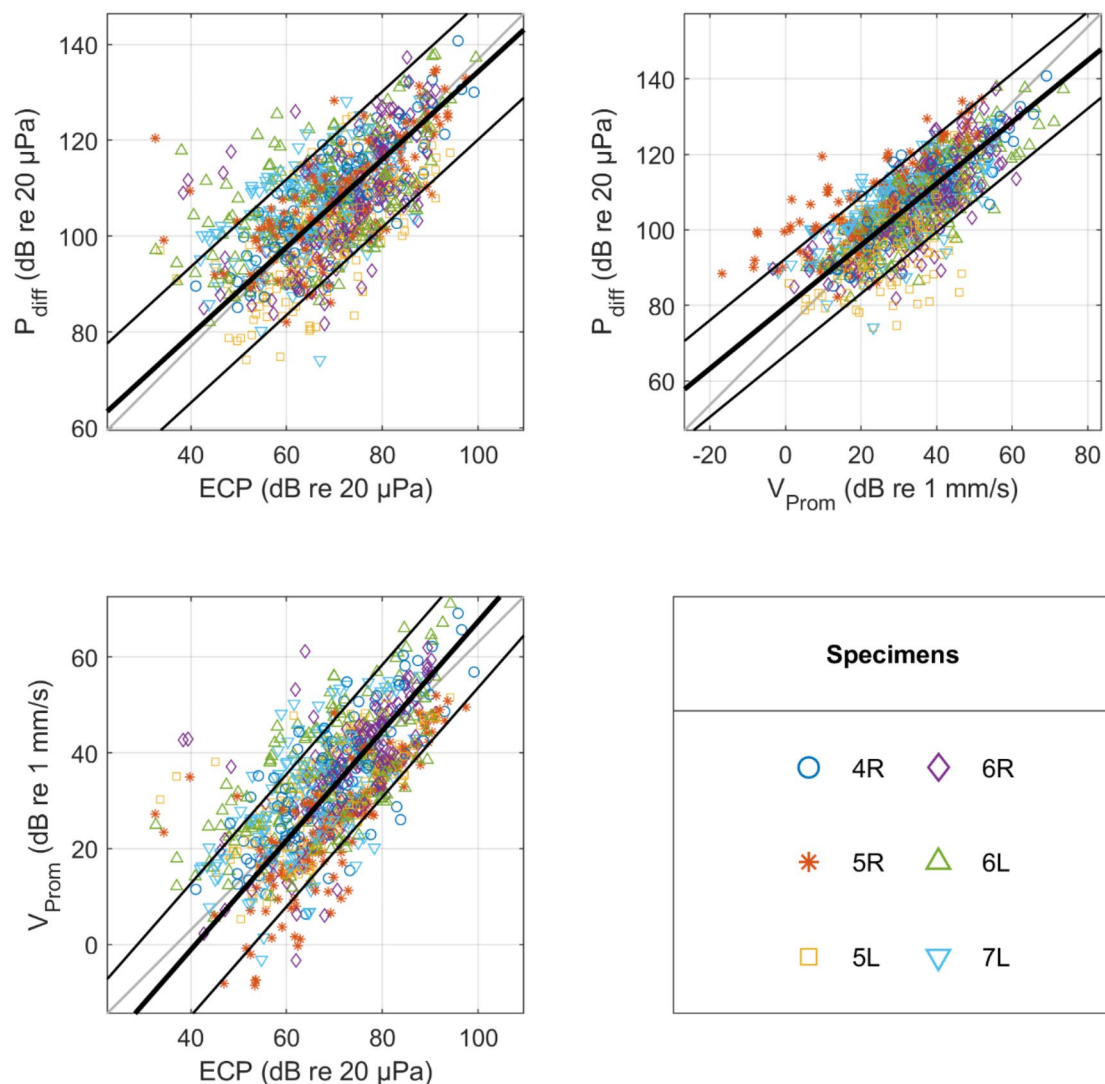 140
120
100
80
60
P_diff (dB re 20 µPa)
40 60 80 100
ECP (dB re 20 µPa)
140
120
100
80
60
P_diff (dB re 20 µPa)
-20 0 20 40 60 80
V_Prom (dB re 1 mm/s)
60
40
20
0
V_Prom (dB re 1 mm/s)
40 60 80 100
ECP (dB re 20 µPa)
Specimens
4R 6R
5R 6L
5L 7L